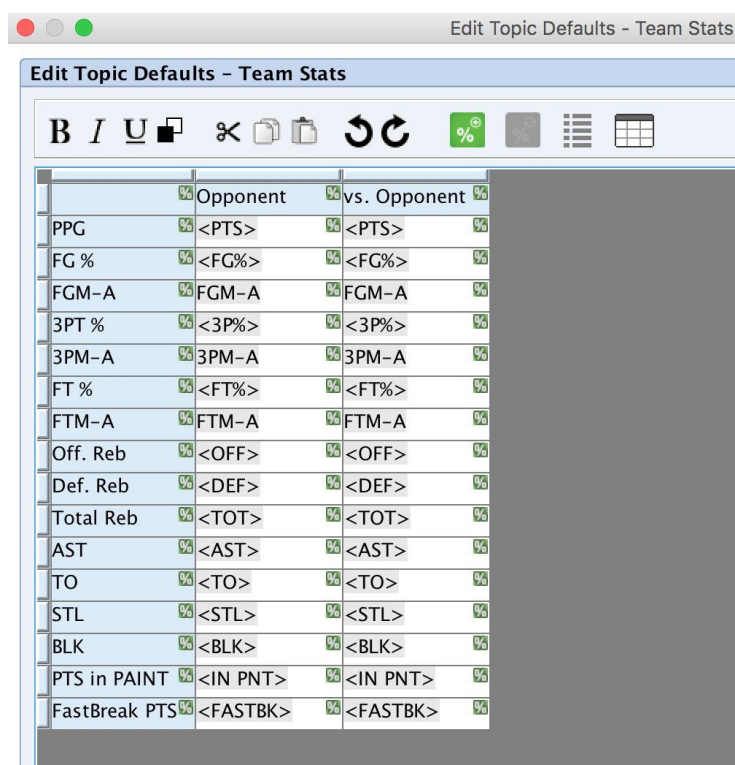 Edit Topic Defaults - Team Stats
Edit Topic Defaults - Team Stats
B I U % %
% Opponent % vs. Opponent %
PPG % <PTS> % <PTS> %
FG % % <FG%> % <FG%> %
FGM-A % FGM-A % FGM-A %
3PT % % <3P%> % <3P%> %
3PM-A % 3PM-A % 3PM-A %
FT % % <FT%> % <FT%> %
FTM-A % FTM-A % FTM-A %
Off. Reb % <OFF> % <OFF> %
Def. Reb % <DEF> % <DEF> %
Total Reb % <TOT> % <TOT> %
AST % <AST> % <AST> %
TO % <TO> % <TO> %
STL % <STL> % <STL> %
BLK % <BLK> % <BLK> %
PTS in PAINT % <IN PNT> % <IN PNT> %
FastBreak PTS % <FASTBK> % <FASTBK> %